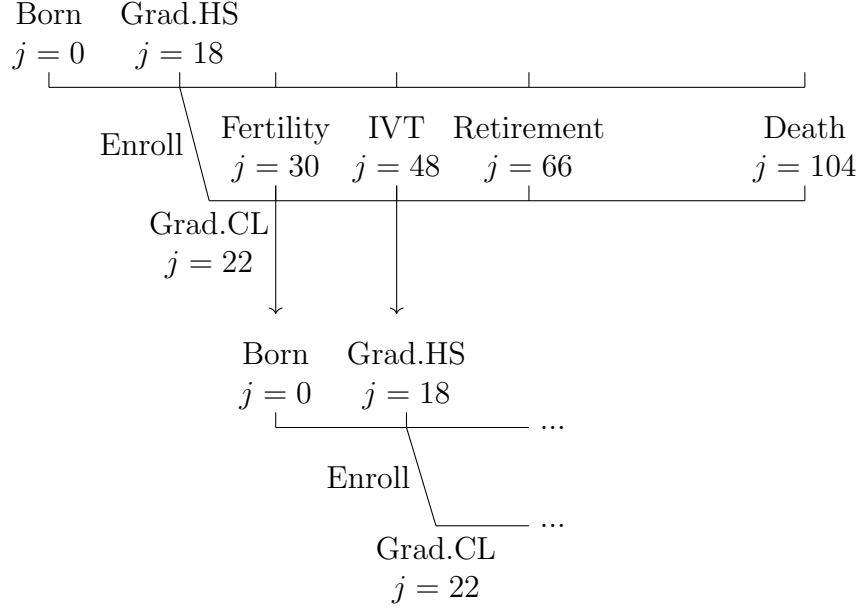 Born Grad.HS
j = 0 j = 18
Enroll
Fertility IVT Retirement Death
j = 30 j = 48 j = 66 j = 104
Grad.CL
j = 22
Born Grad.HS
j = 0 j = 18
...
Enroll
...
Grad.CL
j = 22